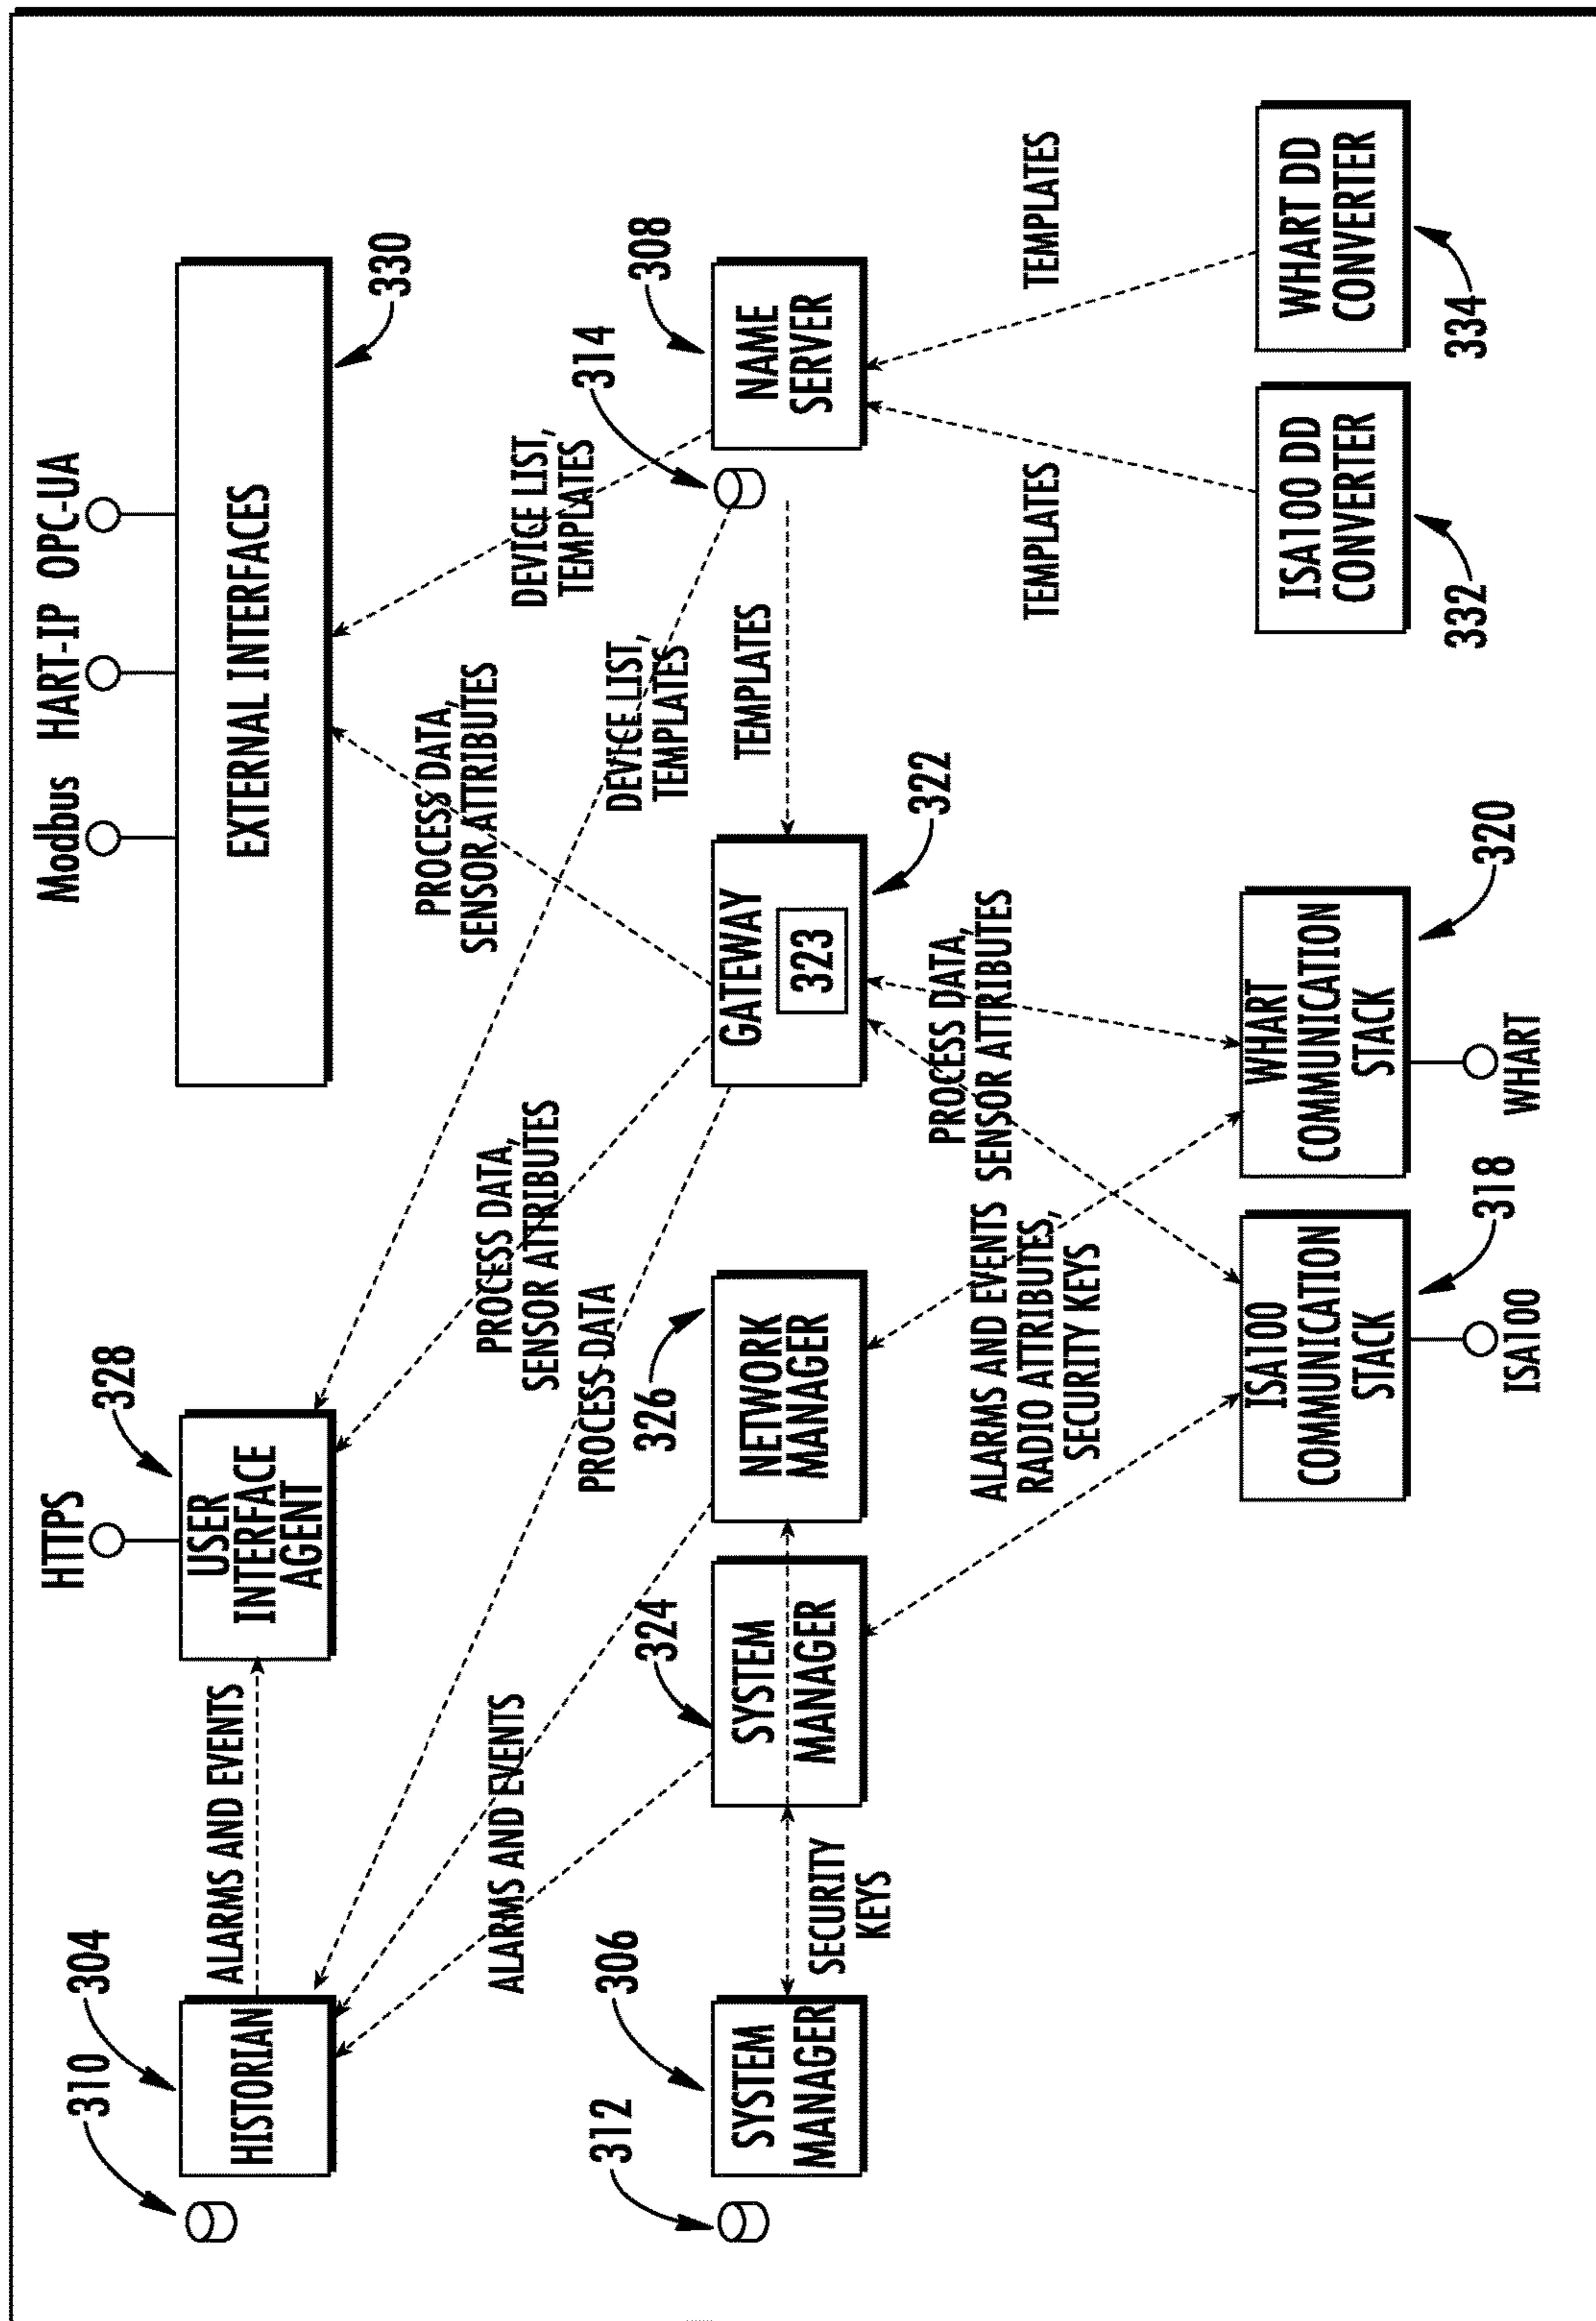 HTTPS
Modbus
HART-IP
OPC-UA
310
304
328
330
HISTORIAN
ALARMS AND EVENTS
USER
INTERFACE
AGENT
EXTERNAL INTERFACES
PROCESS DATA,
SENSOR ATTRIBUTES
PROCESS DATA,
SENSOR ATTRIBUTES
DEVICE LIST,
TEMPLATES
ALARMS AND EVENTS
PROCESS DATA
DEVICE LIST,
TEMPLATES
314
308
312
306
324
326
SYSTEM
MANAGER
SECURITY
KEYS
SYSTEM
MANAGER
NETWORK
MANAGER
GATEWAY
323
322
TEMPLATES
NAME
SERVER
PROCESS DATA,
SENSOR ATTRIBUTES
ALARMS AND EVENTS
RADIO ATTRIBUTES,
SECURITY KEYS
TEMPLATES
TEMPLATES
ISA100
COMMUNICATION
STACK
318
WHART
COMMUNICATION
STACK
320
ISA100 DD
CONVERTER
332
WHART DD
CONVERTER
334
ISA100
WHART